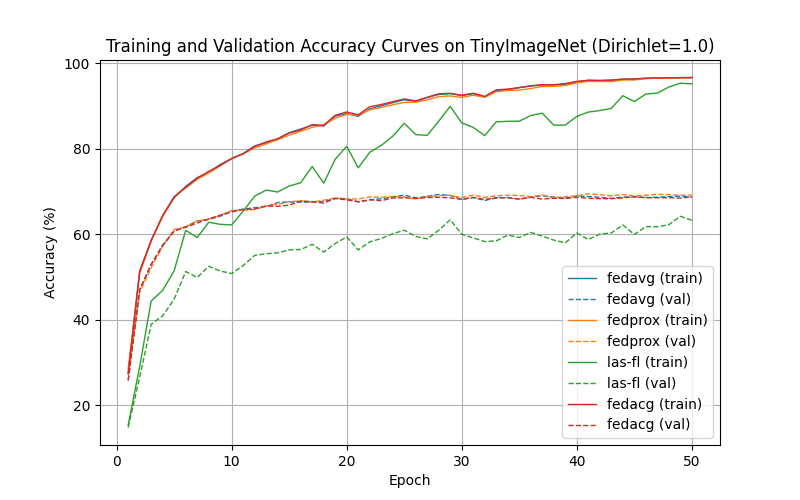 Training and Validation Accuracy Curves on TinyImageNet (Dirichlet=1.0)
100
80
60
40
20
Accuracy (%)
fedavg (train)
fedavg (val)
fedprox (train)
fedprox (val)
las-fl (train)
las-fl (val)
fedacg (train)
fedacg (val)
0 10 20 30 40 50
Epoch